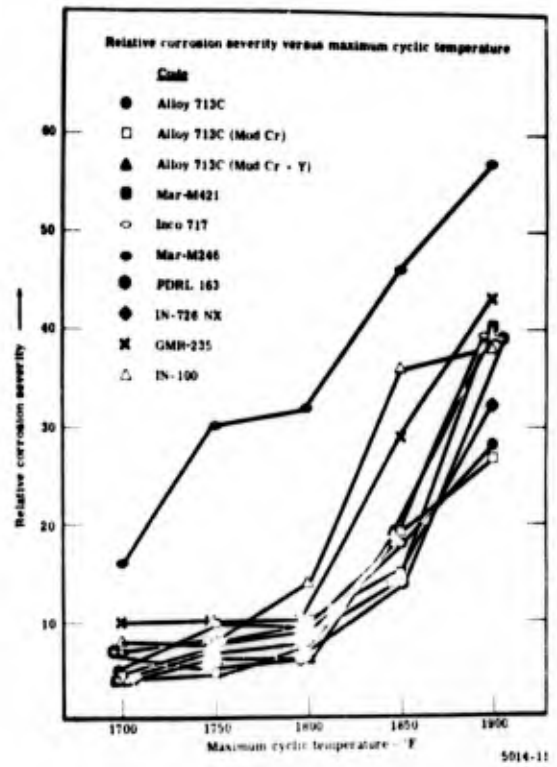 Relative corrosion severity versus maximum cyclic temperature
Code
Alloy 713C
Alloy 713C (Mod Cr)
Alloy 713C (Mod Cr - Y)
Mar-M421
Inco 717
Mar-M246
PDRL 163
IN-726 NX
GMR-235
IN-100
60
50
40
30
20
10
Relative corrosion severity
1700 1750 1800 1850 1900
Maximum cyclic temperature - °F
5014-11